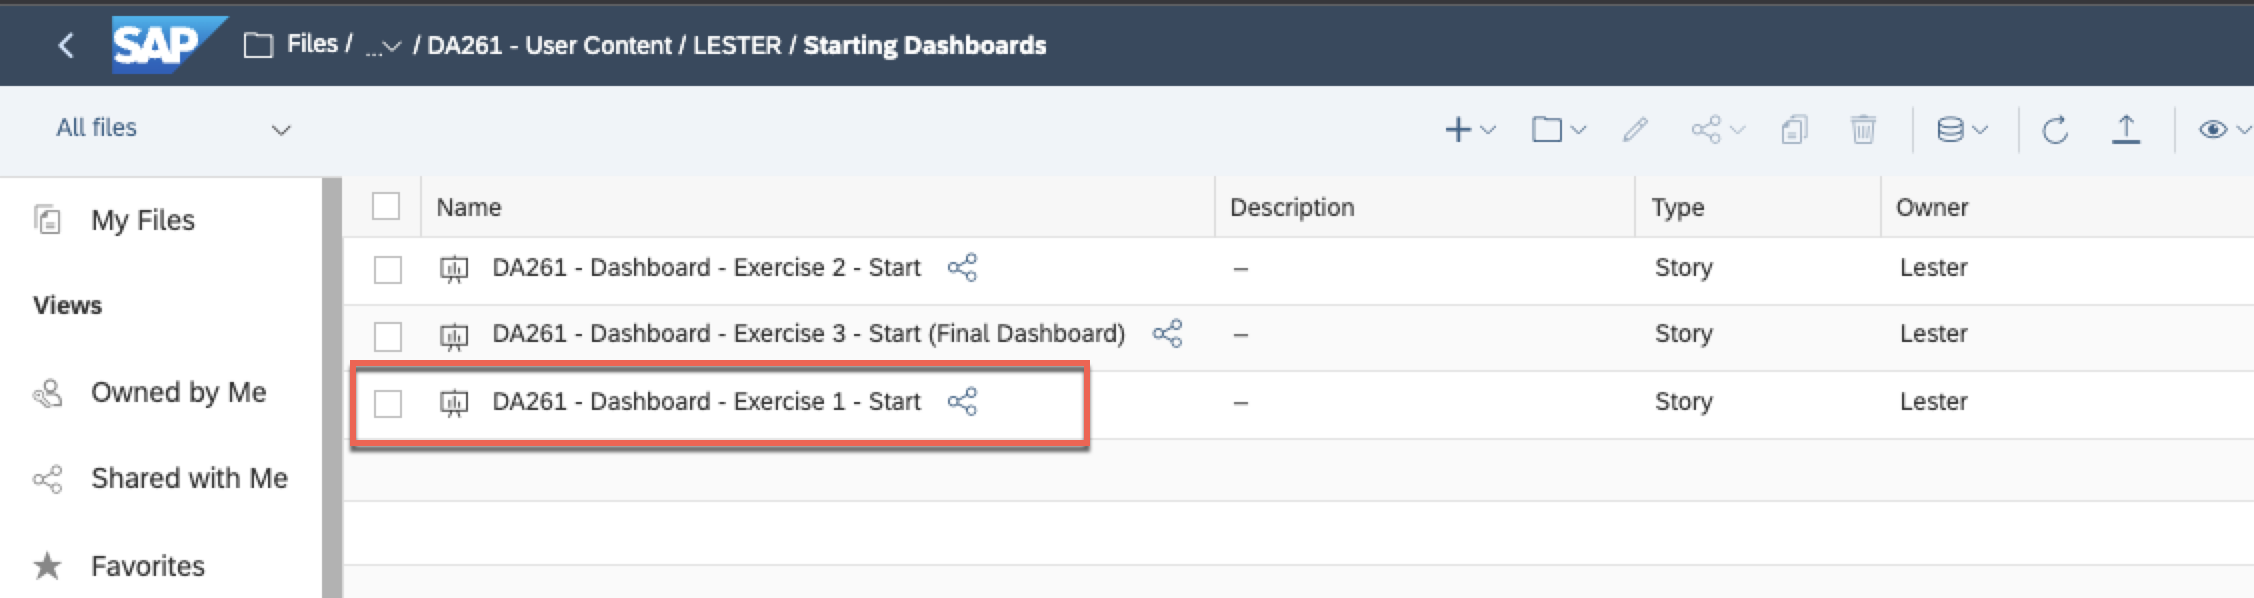 SAP Files / ... / DA261 - User Content / LESTER / Starting Dashboards
All files
My Files
Views
Owned by Me
Shared with Me
Favorites
Name Description Type Owner
DA261 - Dashboard - Exercise 2 - Start – Story Lester
DA261 - Dashboard - Exercise 3 - Start (Final Dashboard) – Story Lester
DA261 - Dashboard - Exercise 1 - Start – Story Lester